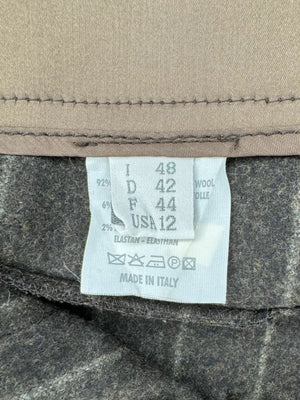 I 48
92% D 42 WOOL
F 44 OLLE
6%
USA 12
2%
ELASTAN - ELASTHAN
MADE IN ITALY